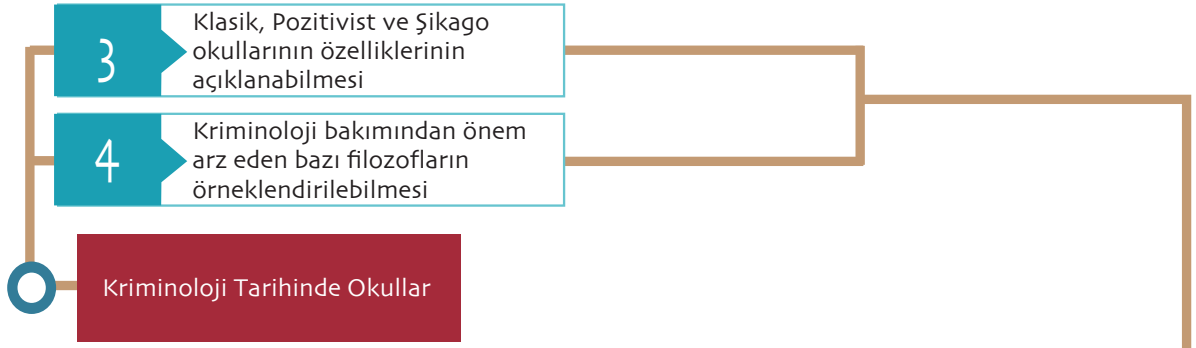 3
Klasik, Pozitivist ve Şikago
okullarının özelliklerinin
açıklanabilmesi
4
Kriminoloji bakımından önem
arz eden bazı filozofların
örneklendirilebilmesi
Kriminoloji Tarihinde Okullar